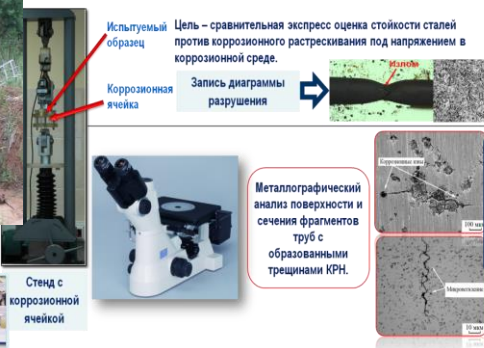 Испытуемый
образец
Цель – сравнительная экспресс оценка стойкости сталей
против коррозионного растрескивания под напряжением в
коррозионной среде.
Коррозионная
ячейка
Запись диаграммы
разрушения
Излом
Металлографический
анализ поверхности и
сечения фрагментов
труб с
образованными
трещинами КРН.
Коррозионные язвы
100 мкм
10 мкм
Стенд с
коррозионной
ячейкой